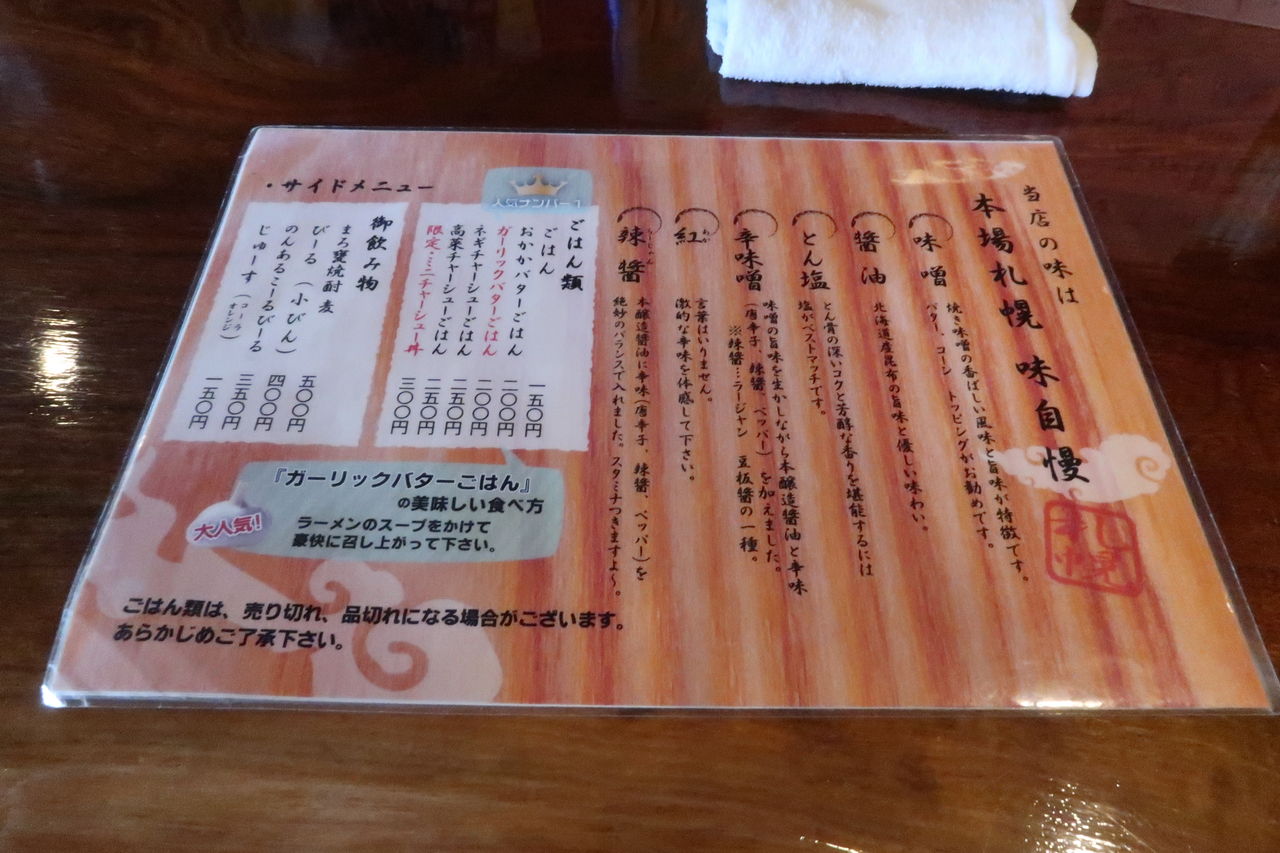 当店の味は
本場札幌 味自慢
味噌
焼き味噌の香ばしい風味と旨味が特徴です。
バター、コーン トッピングがお勧めです。
醤油
北海道産昆布の旨味と優しい味わい。
とん塩
とん骨の深いコクと芳醇な香りを堪能するには
塩がベストマッチです。
辛味噌
味噌の旨味を生かしながら本醸造醤油と辛味
(唐辛子、辣醤、ペッパー)を加えました。
※辣醤…ラージャン 豆板醤の一種。
紅
言葉はいりません。
激的な辛味を体感して下さい。
辣醤
らーじゃん
本醸造醤油に辛味(唐辛子、辣醤、ペッパー)を
絶妙のバランスで入れました。スタミナつきますよ〜。
・サイドメニュー
人気ナンバー1
ごはん類
ごはん 一五〇円
おかかバターごはん 二〇〇円
ガーリックバターごはん 二〇〇円
ネギチャーシューごはん 二五〇円
高菜チャーシューごはん 二五〇円
限定・ミニチャーシュー丼 三〇〇円
御飲み物
まろ甕焼酎 麦 五〇〇円
びーる(小びん) 四〇〇円
のんあるこーるびーる 三五〇円
じゅーす(コーラ・オレンジ) 一五〇円
『ガーリックバターごはん』
の美味しい食べ方
大人気!
ラーメンのスープをかけて
豪快に召し上がって下さい。
ごはん類は、売り切れ、品切れになる場合がございます。
あらかじめご了承下さい。